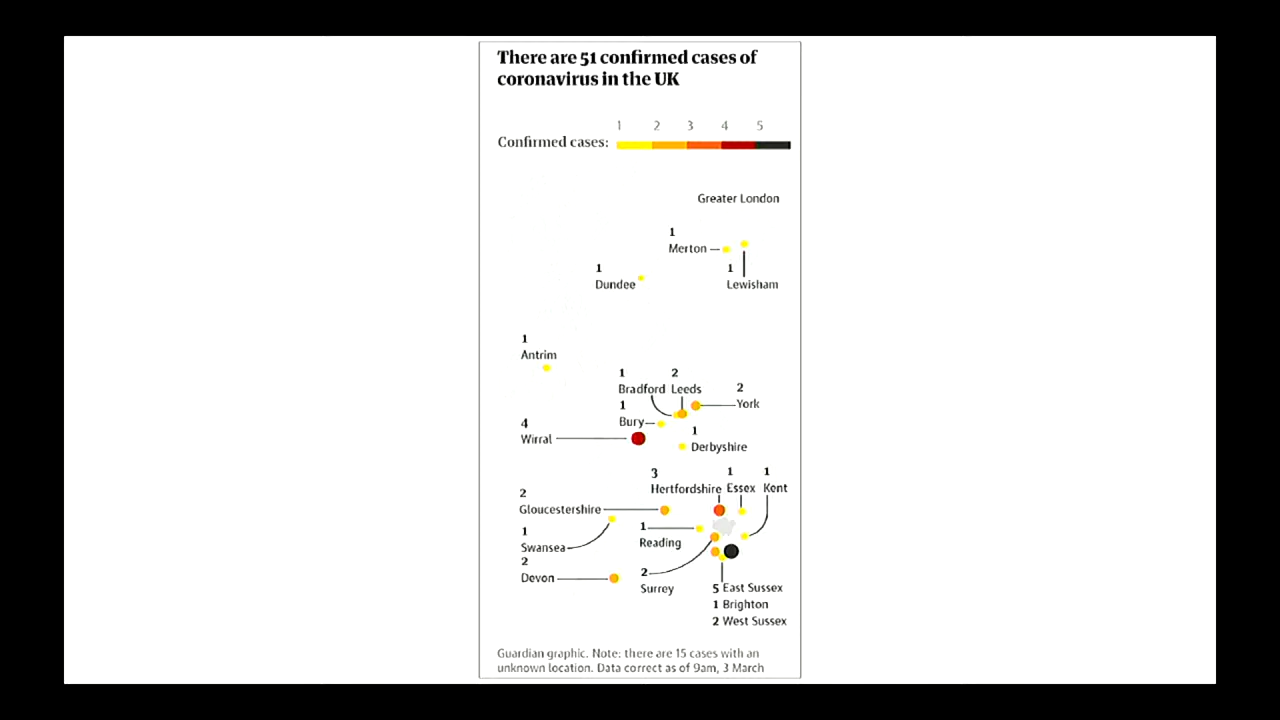 There are 51 confirmed cases of
coronavirus in the UK
1 2 3 4 5
Confirmed cases:
Greater London
1
Merton
1
Lewisham
1
Dundee
1
Antrim
1
Bradford
2
Leeds
2
York
1
Bury
4
Wirral
1
Derbyshire
3
Hertfordshire
1
Essex
1
Kent
2
Gloucestershire
1
Swansea
1
Reading
2
Devon
2
Surrey
5 East Sussex
1 Brighton
2 West Sussex
Guardian graphic. Note: there are 15 cases with an
unknown location. Data correct as of 9am, 3 March